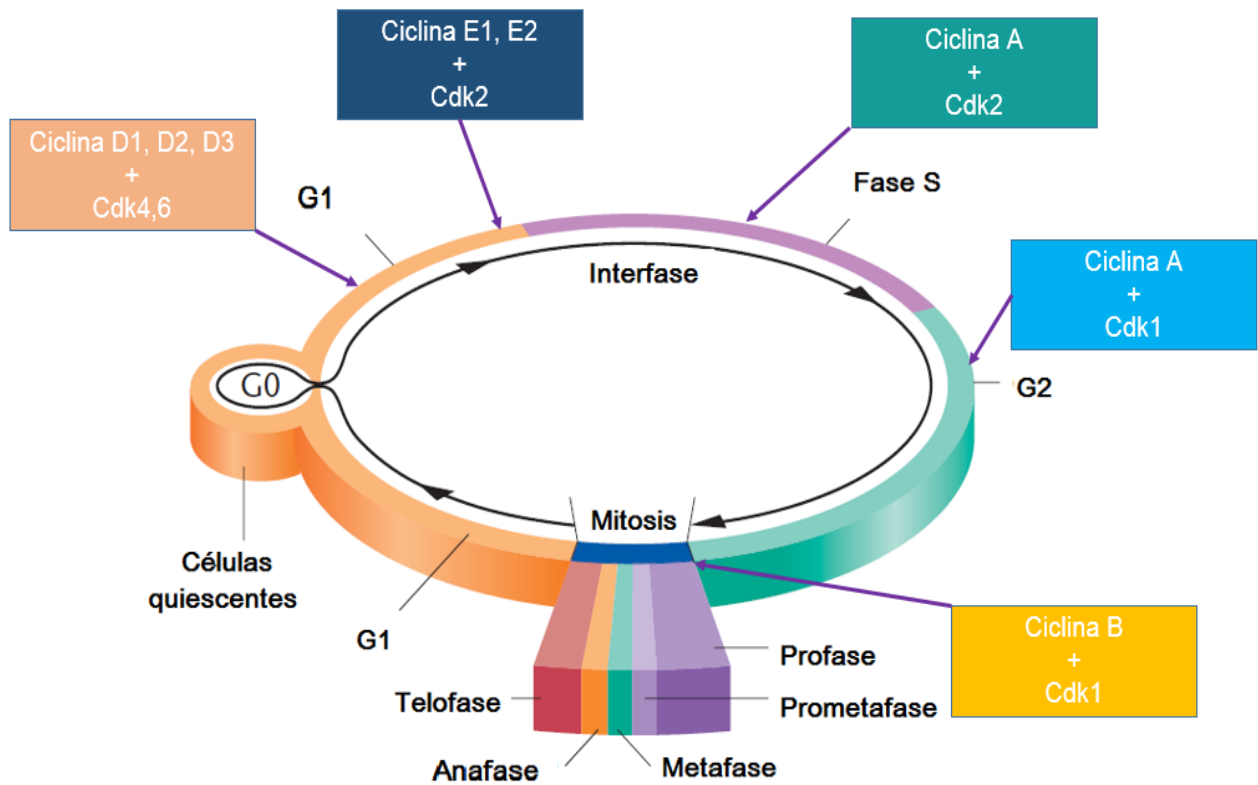 Ciclina E1, E2
+
Cdk2
Ciclina A
+
Cdk2
Ciclina D1, D2, D3
+
Cdk4,6
G1
Fase S
Ciclina A
+
Cdk1
Interfase
G0
G2
Mitosis
Células
quiescentes
G1
Ciclina B
+
Cdk1
Profase
Telofase
Prometafase
Anafase
Metafase